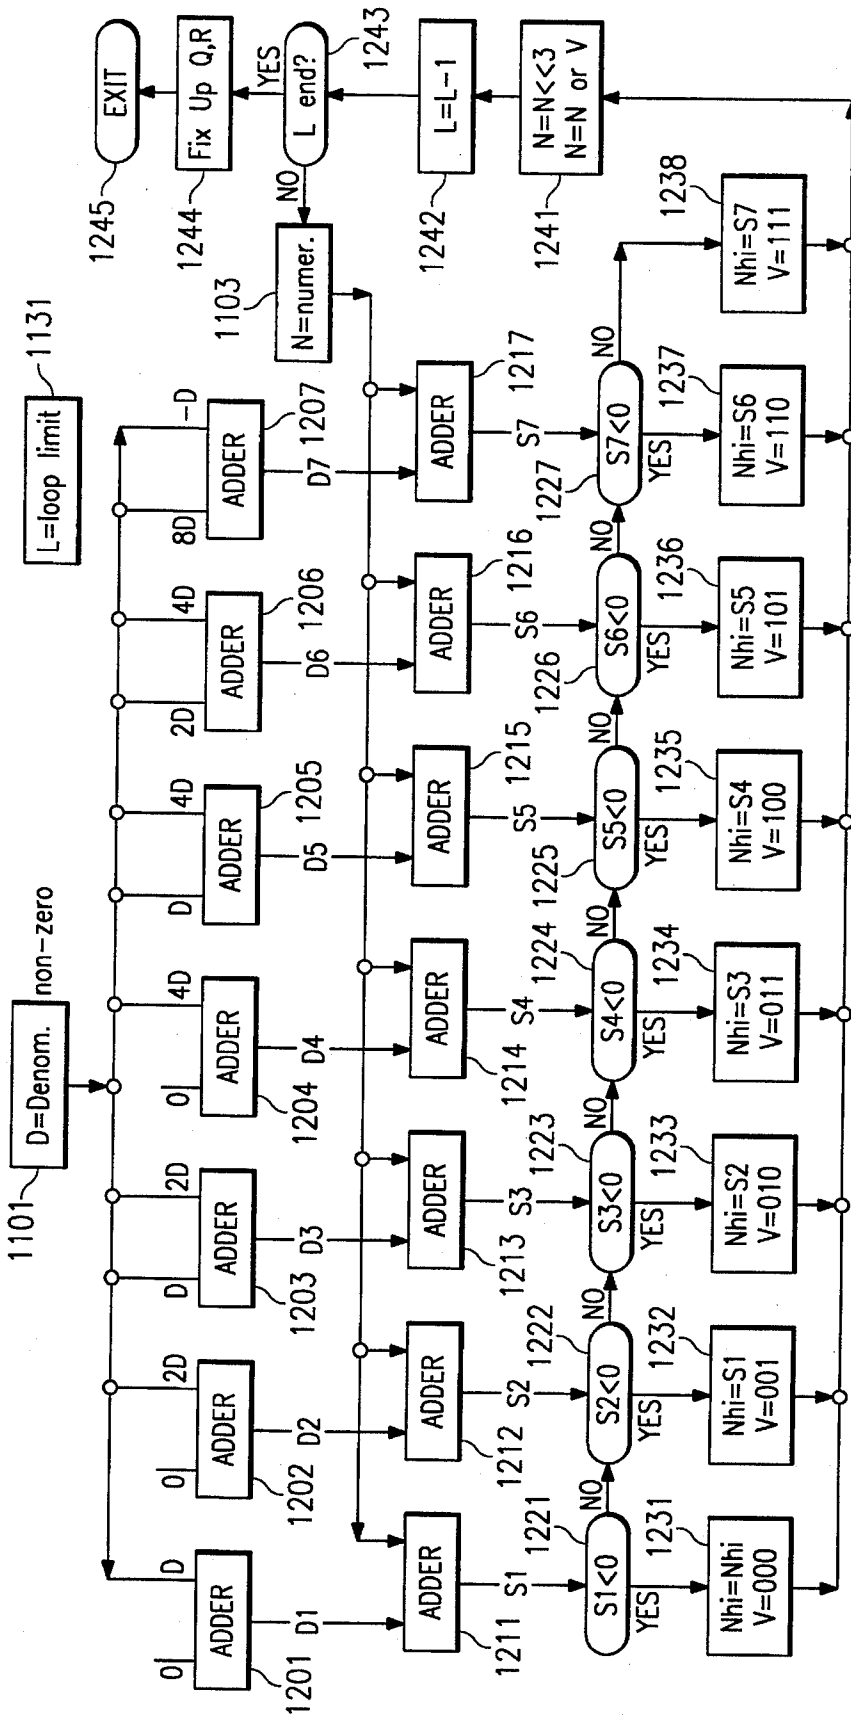 1101
D=Denom. non-zero
L=loop limit
1131
0
D
ADDER
1201
0
2D
ADDER
1202
D
2D
ADDER
1203
0
4D
ADDER
1204
D
4D
ADDER
1205
2D
4D
ADDER
1206
8D
-D
ADDER
1207
D1
D2
D3
D4
D5
D6
D7
N=numer.
1103
ADDER
1211
ADDER
1212
ADDER
1213
ADDER
1214
ADDER
1215
ADDER
1216
ADDER
1217
S1
S2
S3
S4
S5
S6
S7
S1<0
1221
YES
NO
S2<0
1222
YES
NO
S3<0
1223
YES
NO
S4<0
1224
YES
NO
S5<0
1225
YES
NO
S6<0
1226
YES
NO
S7<0
1227
YES
NO
Nhi=Nhi
V=000
1231
Nhi=S1
V=001
1232
Nhi=S2
V=010
1233
Nhi=S3
V=011
1234
Nhi=S4
V=100
1235
Nhi=S5
V=101
1236
Nhi=S6
V=110
1237
Nhi=S7
V=111
1238
N=N<<3
N=N or V
1241
L=L-1
1242
L end?
1243
NO
YES
Fix Up Q,R
1244
EXIT
1245